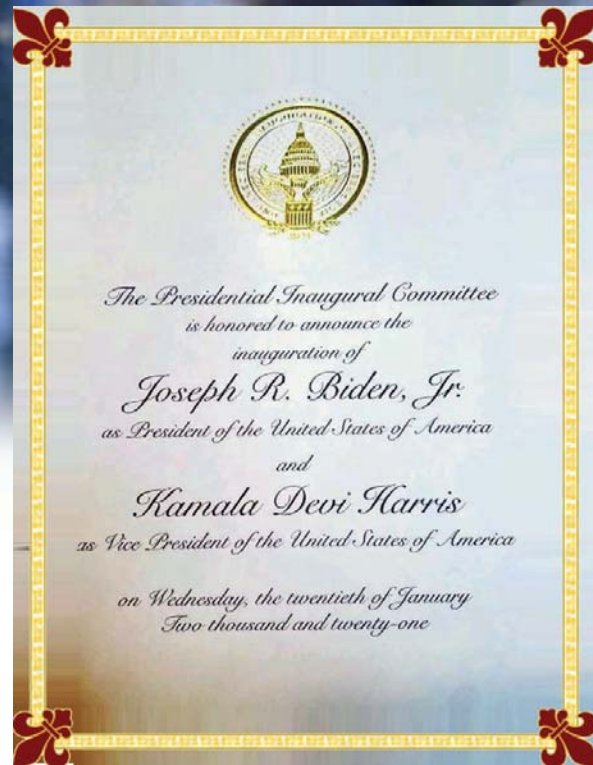 The Presidential Inaugural Committee
is honored to announce the
inauguration of
Joseph R. Biden, Jr.
as President of the United States of America
and
Kamala Devi Harris
as Vice President of the United States of America
on Wednesday, the twentieth of January
Two thousand and twenty-one